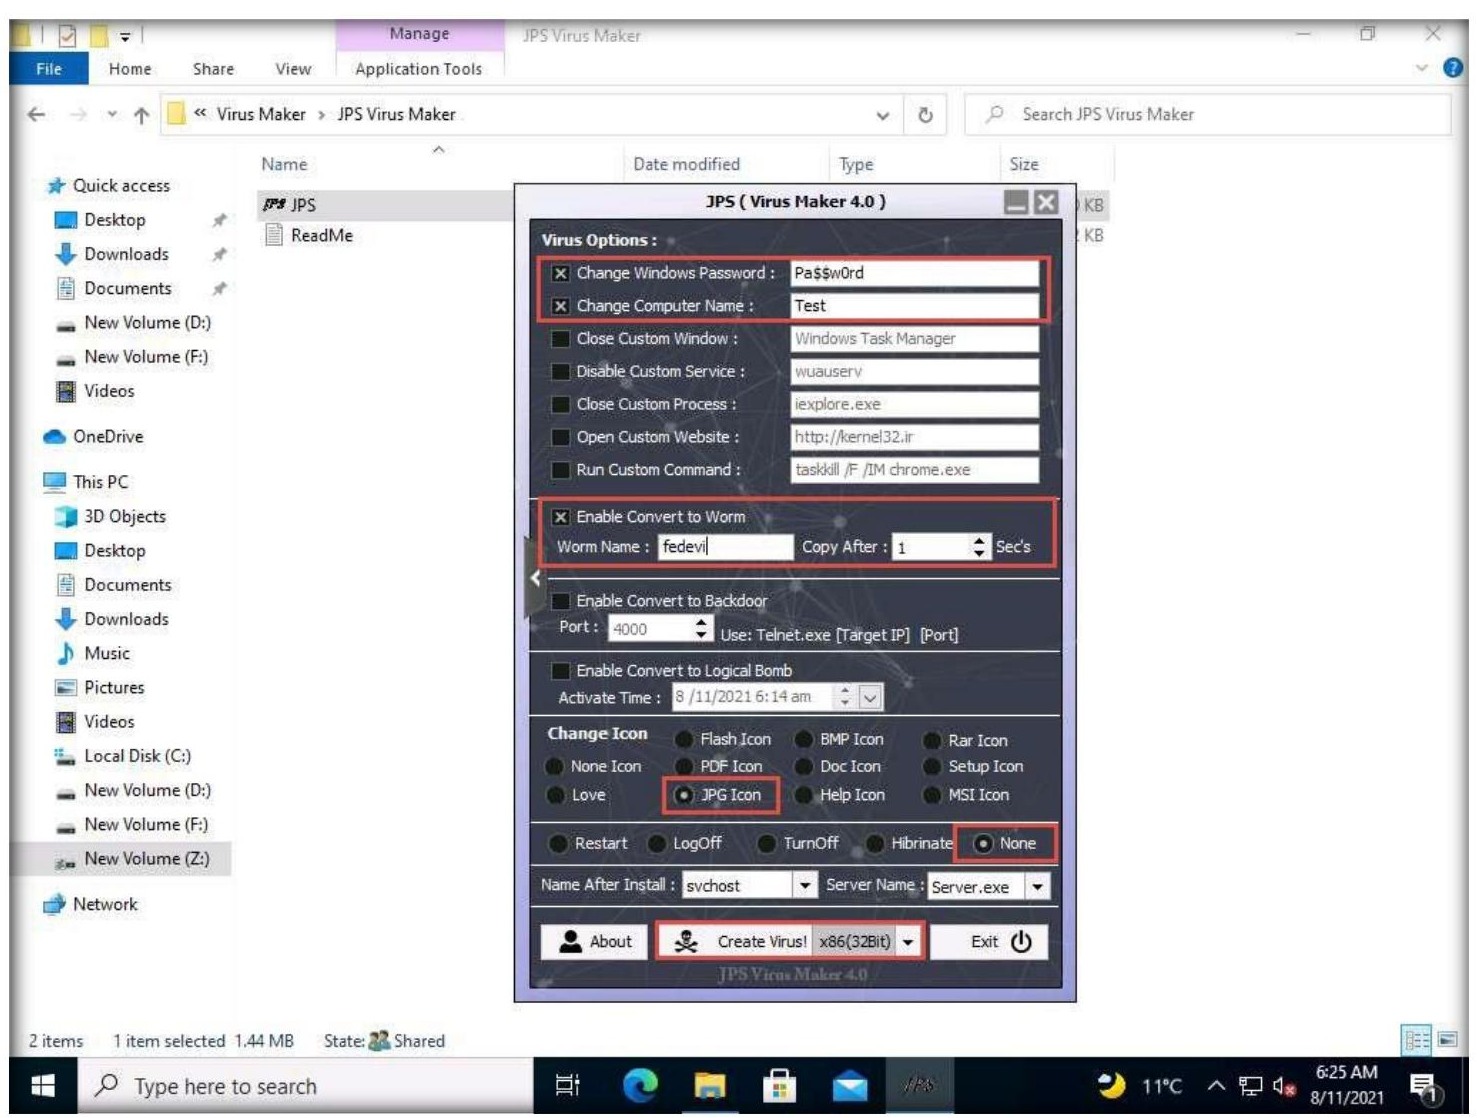 Manage
JPS Virus Maker
File
Home
Share
View
Application Tools
« Virus Maker › JPS Virus Maker
Search JPS Virus Maker
Name
Date modified
Type
Size
Quick access
Desktop
Downloads
Documents
New Volume (D:)
New Volume (F:)
Videos
OneDrive
This PC
3D Objects
Desktop
Documents
Downloads
Music
Pictures
Videos
Local Disk (C:)
New Volume (D:)
New Volume (F:)
New Volume (Z:)
Network
JPS JPS
KB
ReadMe
KB
JPS ( Virus Maker 4.0 )
Virus Options :
Change Windows Password : Pa$$w0rd
Change Computer Name : Test
Close Custom Window : Windows Task Manager
Disable Custom Service : wuauserv
Close Custom Process : iexplore.exe
Open Custom Website : http://kernel32.ir
Run Custom Command : taskkill /F /IM chrome.exe
Enable Convert to Worm
Worm Name : fedevi Copy After : 1 Sec's
Enable Convert to Backdoor
Port : 4000 Use: Telnet.exe [Target IP] [Port]
Enable Convert to Logical Bomb
Activate Time : 8 /11/2021 6:14 am
Change Icon Flash Icon BMP Icon Rar Icon
None Icon PDF Icon Doc Icon Setup Icon
Love JPG Icon Help Icon MSI Icon
Restart LogOff TurnOff Hibrinate None
Name After Install : svchost Server Name : Server.exe
About Create Virus! x86(32Bit) Exit
JPS Virus Maker 4.0
2 items 1 item selected 1.44 MB State: Shared
Type here to search
JPS
11°C
6:25 AM
8/11/2021
1